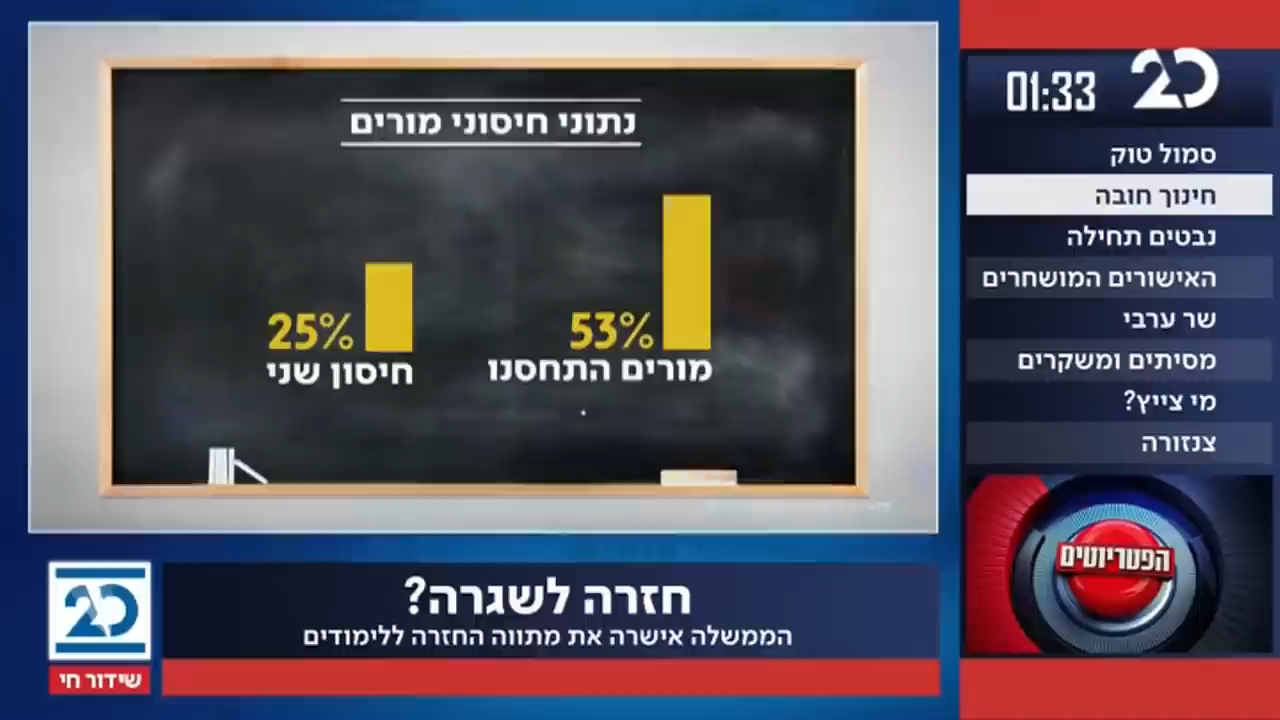 נתוני חיסוני מורים
53%
מורים התחסנו
25%
חיסון שני
01:33
20
סמול טוק
חינוך חובה
נבטים תחילה
האישורים המושחרים
שר ערבי
מסיתים ומשקרים
מי צייץ?
צנזורה
הפטריוטים
חזרה לשגרה?
הממשלה אישרה את מתווה החזרה ללימודים
20
שידור חי